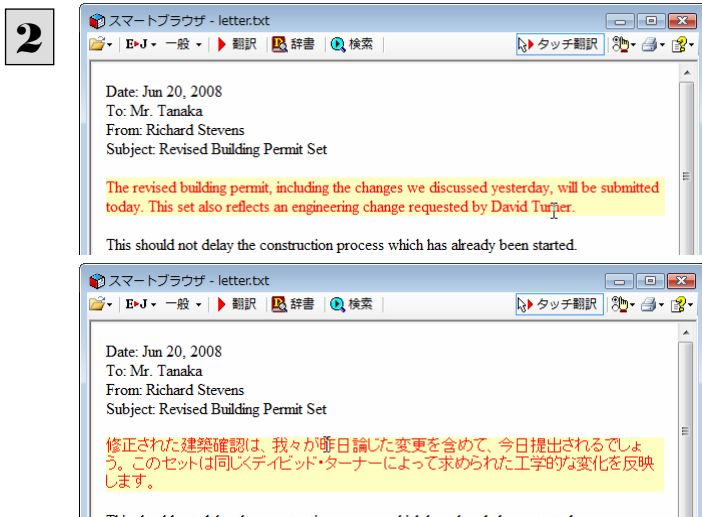 2
スマートブラウザ - letter.txt
E▸J 一般 翻訳 辞書 検索 タッチ翻訳
Date: Jun 20, 2008
To: Mr. Tanaka
From: Richard Stevens
Subject: Revised Building Permit Set
The revised building permit, including the changes we discussed yesterday, will be submitted
today. This set also reflects an engineering change requested by David Turner.
This should not delay the construction process which has already been started.
スマートブラウザ - letter.txt
E▸J 一般 翻訳 辞書 検索 タッチ翻訳
Date: Jun 20, 2008
To: Mr. Tanaka
From: Richard Stevens
Subject: Revised Building Permit Set
修正された建築確認は、我々が昨日論じた変更を含めて、今日提出されるでしょ
う。このセットは同じくデイビッド・ターナーによって求められた工学的な変化を反映
します。